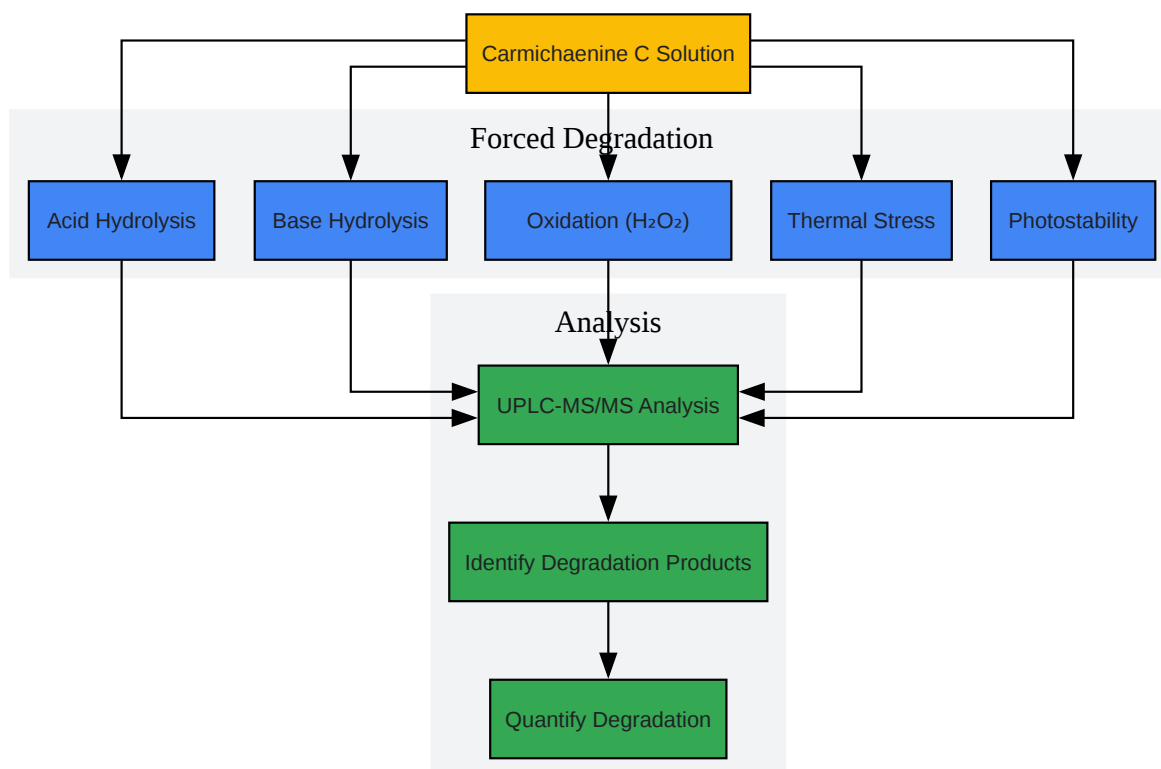 Carmichaenine C Solution
Forced Degradation
Acid Hydrolysis
Base Hydrolysis
Oxidation (H₂O₂)
Thermal Stress
Photostability
Analysis
UPLC-MS/MS Analysis
Identify Degradation Products
Quantify Degradation